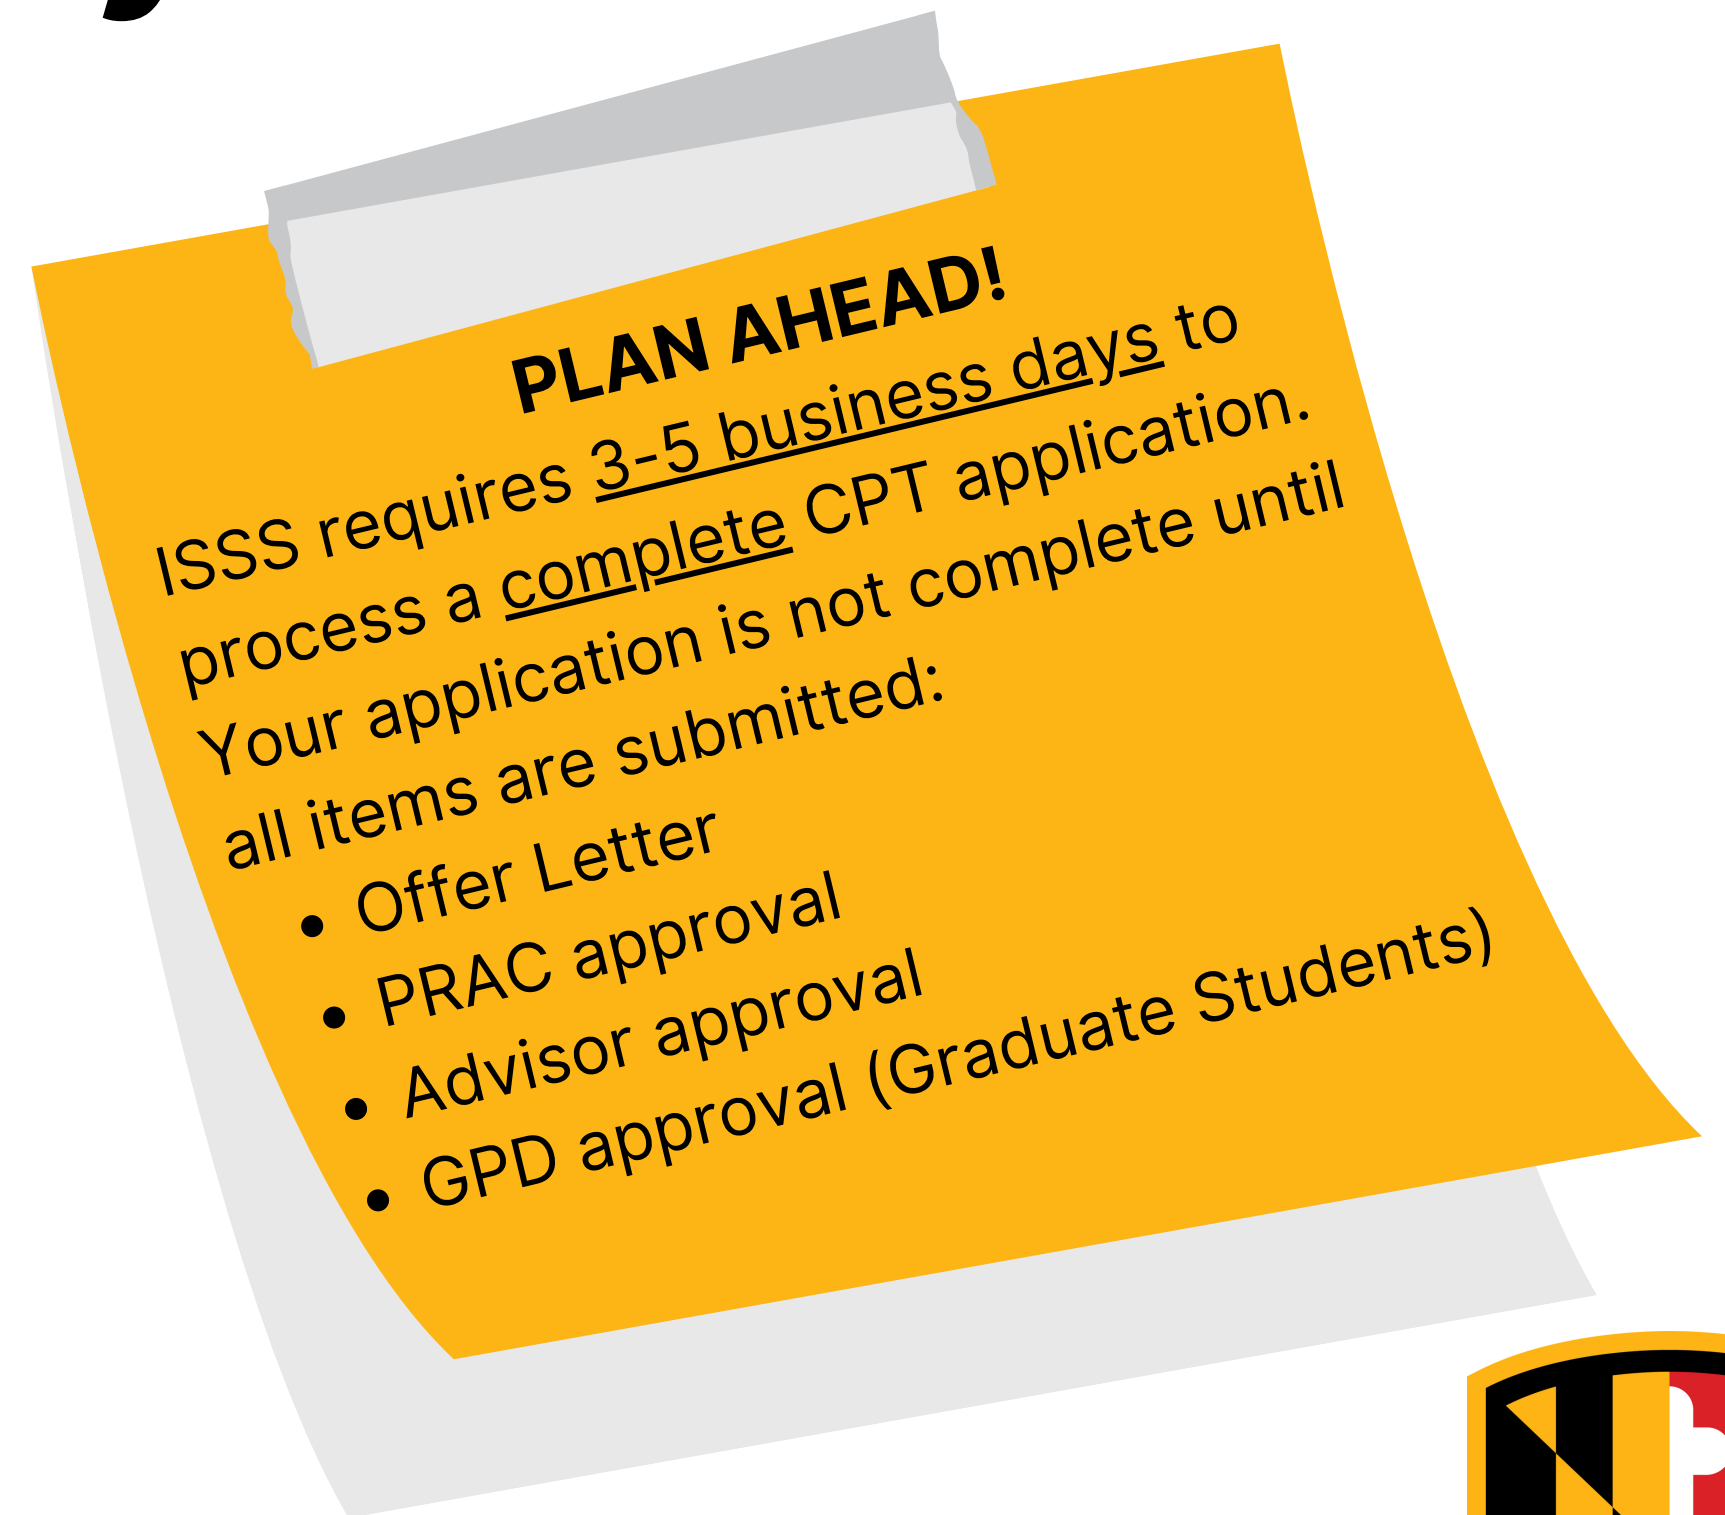 PLAN AHEAD!
ISSS requires 3-5 business days to
process a complete CPT application.
Your application is not complete until
all items are submitted:
• Offer Letter
• PRAC approval
• Advisor approval
• GPD approval (Graduate Students)